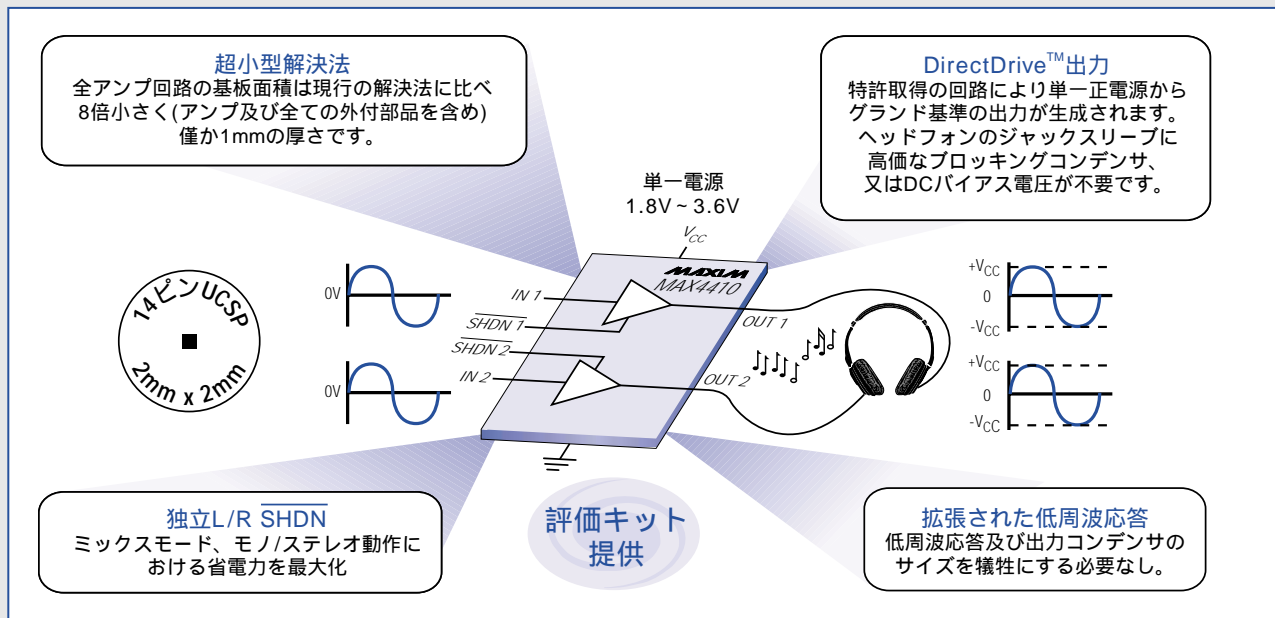 超小型解決法
全アンプ回路の基板面積は現行の解決法に比べ
8倍小さく(アンプ及び全ての外付部品を含め)
僅か1mmの厚さです。
DirectDrive™出力
特許取得の回路により単一正電源から
グランド基準の出力が生成されます。
ヘッドフォンのジャックスリーブに
高価なブロッキングコンデンサ、
又はDCバイアス電圧が不要です。
単一電源
1.8V~3.6V
VCC
MAXIM
MAX4410
14ピンUCSP
2mm x 2mm
0V
0V
IN 1
SHDN 1
SHDN 2
IN 2
OUT 1
OUT 2
+VCC
0
-VCC
+VCC
0
-VCC
独立L/R SHDN
ミックスモード、モノ/ステレオ動作に
おける省電力を最大化
評価キット
提供
拡張された低周波応答
低周波応答及び出力コンデンサの
サイズを犠牲にする必要なし。